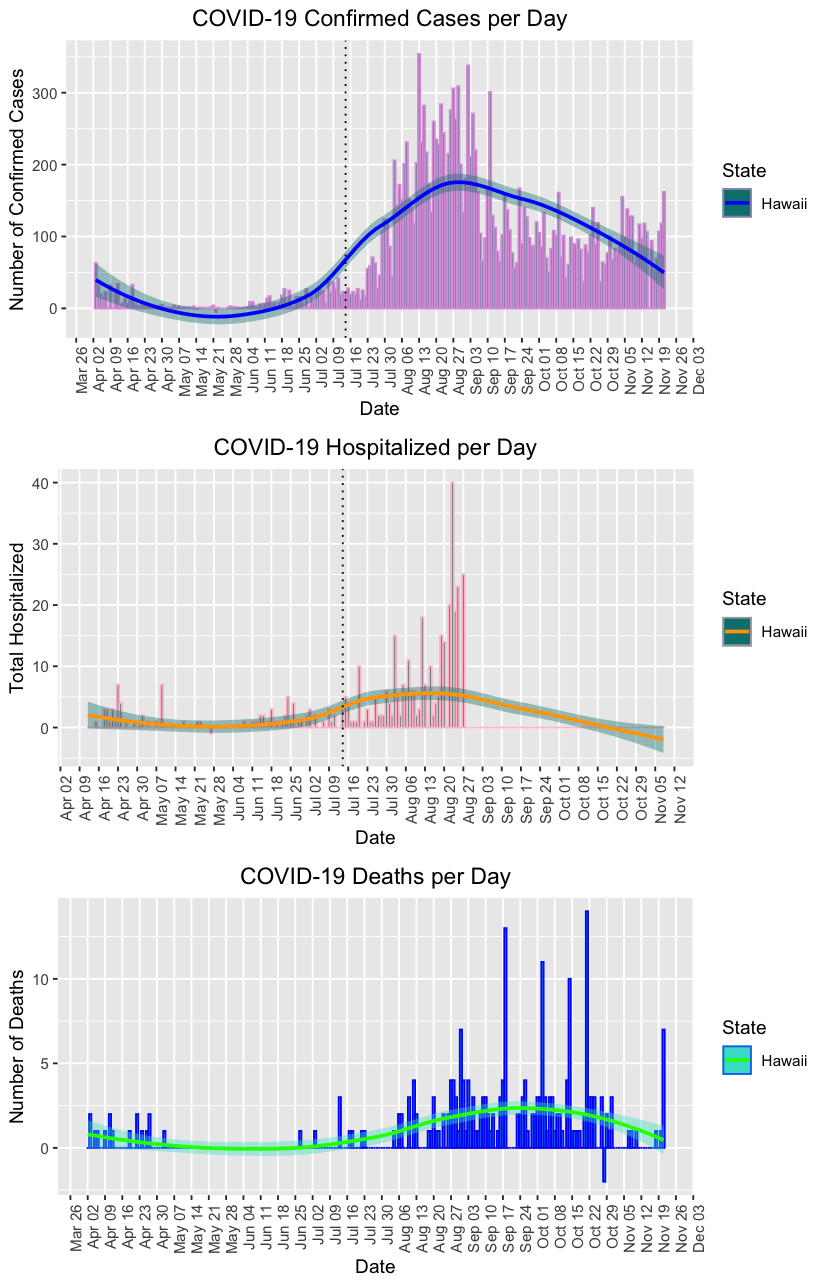 COVID-19 Confirmed Cases per Day
Number of Confirmed Cases
300
200
100
0
Mar 26
Apr 02
Apr 09
Apr 16
Apr 23
Apr 30
May 07
May 14
May 21
May 28
Jun 04
Jun 11
Jun 18
Jun 25
Jul 02
Jul 09
Jul 16
Jul 23
Jul 30
Aug 06
Aug 13
Aug 20
Aug 27
Sep 03
Sep 10
Sep 17
Sep 24
Oct 01
Oct 08
Oct 15
Oct 22
Oct 29
Nov 05
Nov 12
Nov 19
Nov 26
Dec 03
Date
State
Hawaii
COVID-19 Hospitalized per Day
Total Hospitalized
40
30
20
10
0
Apr 02
Apr 09
Apr 16
Apr 23
Apr 30
May 07
May 14
May 21
May 28
Jun 04
Jun 11
Jun 18
Jun 25
Jul 02
Jul 09
Jul 16
Jul 23
Jul 30
Aug 06
Aug 13
Aug 20
Aug 27
Sep 03
Sep 10
Sep 17
Sep 24
Oct 01
Oct 08
Oct 15
Oct 22
Oct 29
Nov 05
Nov 12
Date
State
Hawaii
COVID-19 Deaths per Day
Number of Deaths
10
5
0
Mar 26
Apr 02
Apr 09
Apr 16
Apr 23
Apr 30
May 07
May 14
May 21
May 28
Jun 04
Jun 11
Jun 18
Jun 25
Jul 02
Jul 09
Jul 16
Jul 23
Jul 30
Aug 06
Aug 13
Aug 20
Aug 27
Sep 03
Sep 10
Sep 17
Sep 24
Oct 01
Oct 08
Oct 15
Oct 22
Oct 29
Nov 05
Nov 12
Nov 19
Nov 26
Dec 03
Date
State
Hawaii